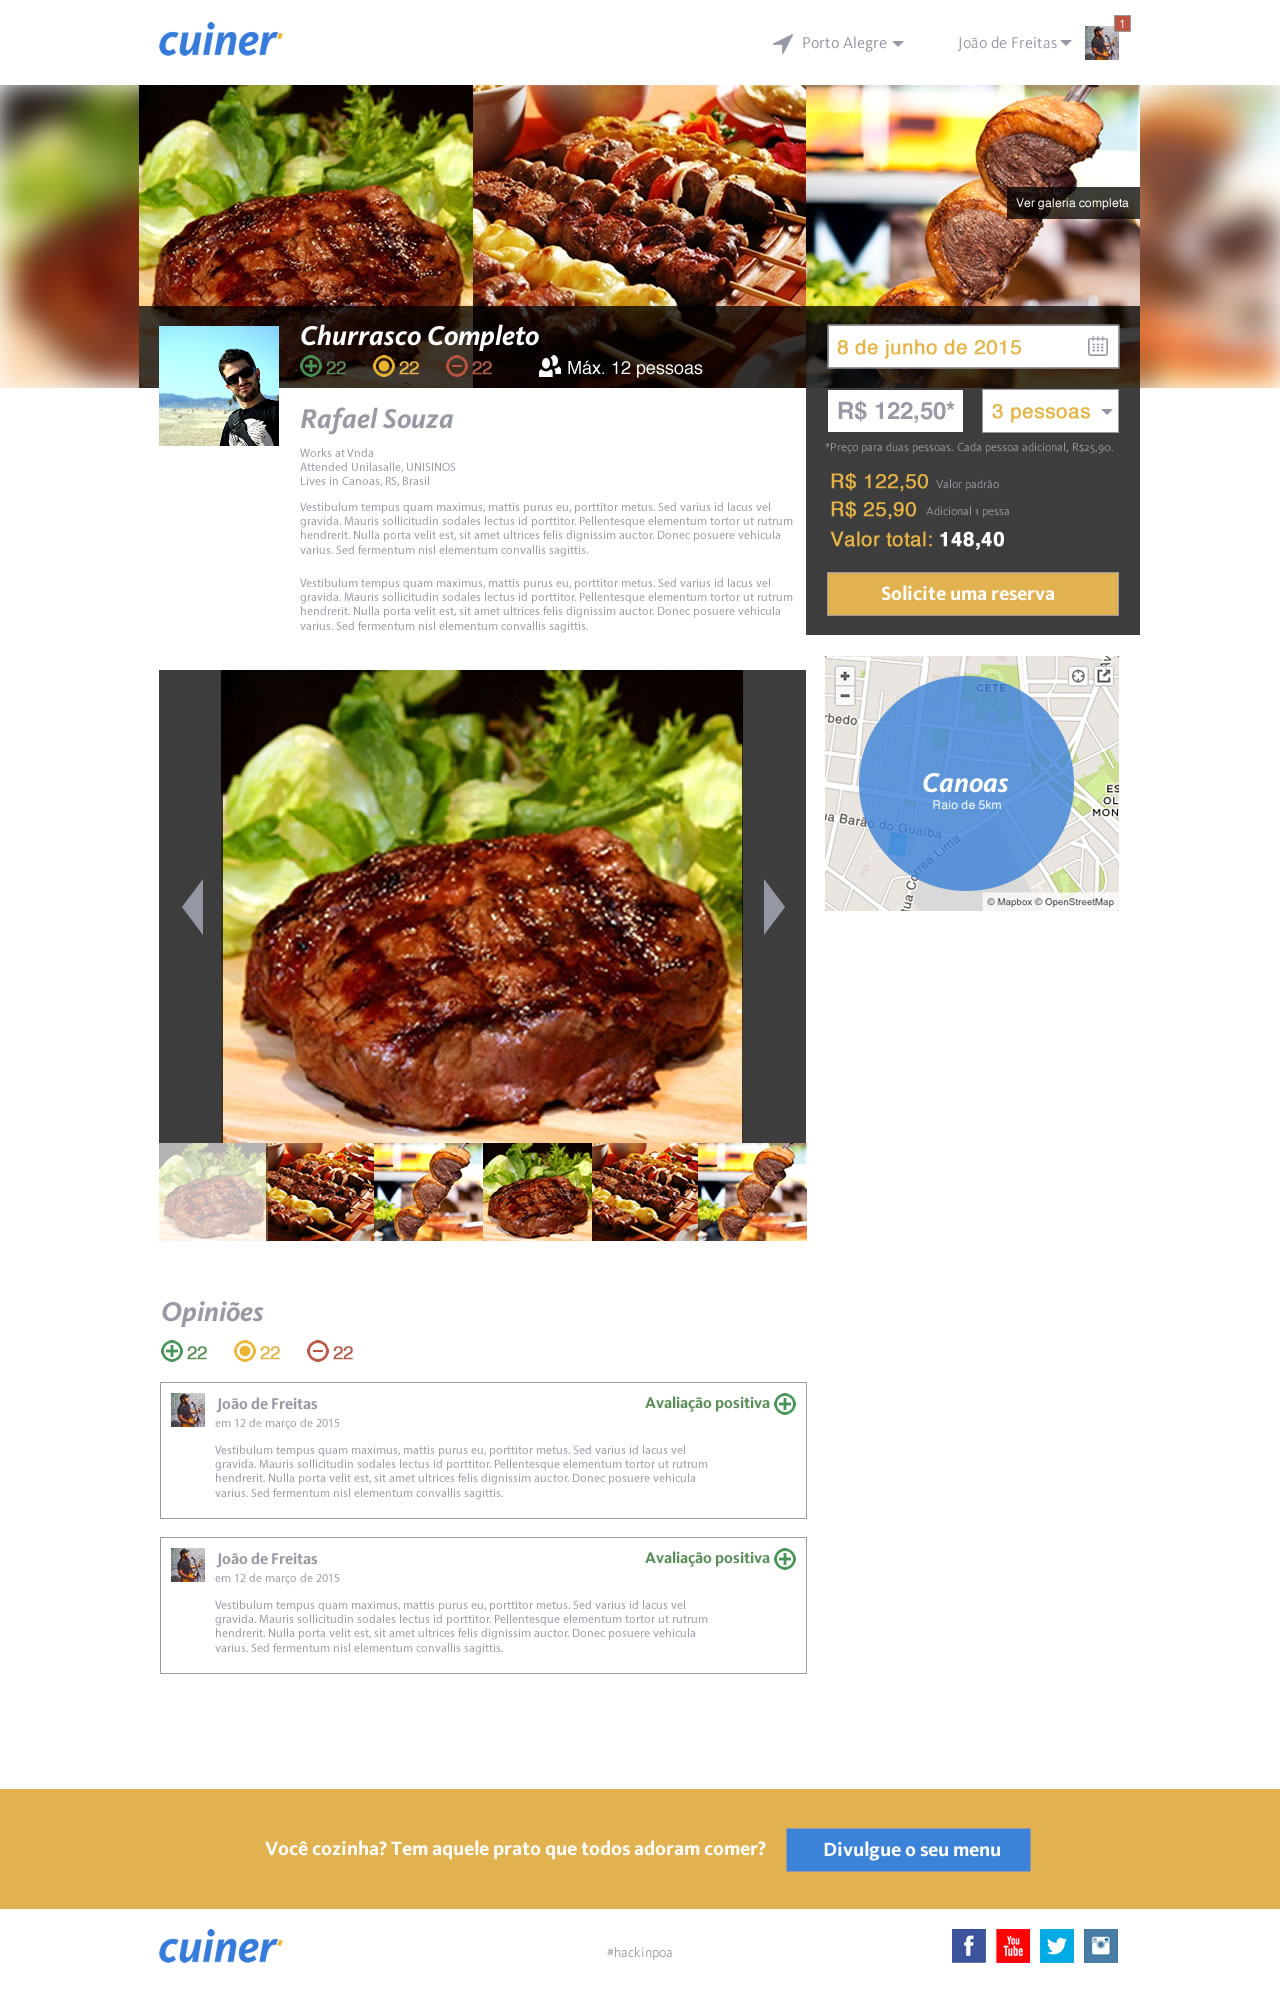 cuiner
Porto Alegre
João de Freitas
1
Ver galeria completa
Churrasco Completo
22 22 22 Máx. 12 pessoas
Rafael Souza
Works at Vnda
Attended Unilasalle, UNISINOS
Lives in Canoas, RS, Brasil
Vestibulum tempus quam maximus, mattis purus eu, porttitor metus. Sed varius id lacus vel
gravida. Mauris sollicitudin sodales lectus id porttitor. Pellentesque elementum tortor ut rutrum
hendrerit. Nulla porta velit est, sit amet ultrices felis dignissim auctor. Donec posuere vehicula
varius. Sed fermentum nisl elementum convallis sagittis.
Vestibulum tempus quam maximus, mattis purus eu, porttitor metus. Sed varius id lacus vel
gravida. Mauris sollicitudin sodales lectus id porttitor. Pellentesque elementum tortor ut rutrum
hendrerit. Nulla porta velit est, sit amet ultrices felis dignissim auctor. Donec posuere vehicula
varius. Sed fermentum nisl elementum convallis sagittis.
8 de junho de 2015
R$ 122,50*
3 pessoas
*Preço para duas pessoas. Cada pessoa adicional, R$25,90.
R$ 122,50 Valor padrão
R$ 25,90 Adicional 1 pessa
Valor total: 148,40
Solicite uma reserva
CETE
rbedo
Canoas
Raio de 5km
ES
OL
MON
ua Barão do Guaíba
tua Correa Lima
© Mapbox © OpenStreetMap
Opiniões
22 22 22
João de Freitas
Avaliação positiva
em 12 de março de 2015
Vestibulum tempus quam maximus, mattis purus eu, porttitor metus. Sed varius id lacus vel
gravida. Mauris sollicitudin sodales lectus id porttitor. Pellentesque elementum tortor ut rutrum
hendrerit. Nulla porta velit est, sit amet ultrices felis dignissim auctor. Donec posuere vehicula
varius. Sed fermentum nisl elementum convallis sagittis.
João de Freitas
Avaliação positiva
em 12 de março de 2015
Vestibulum tempus quam maximus, mattis purus eu, porttitor metus. Sed varius id lacus vel
gravida. Mauris sollicitudin sodales lectus id porttitor. Pellentesque elementum tortor ut rutrum
hendrerit. Nulla porta velit est, sit amet ultrices felis dignissim auctor. Donec posuere vehicula
varius. Sed fermentum nisl elementum convallis sagittis.
Você cozinha? Tem aquele prato que todos adoram comer?
Divulgue o seu menu
cuiner
#hackinpoa
f
You
Tube